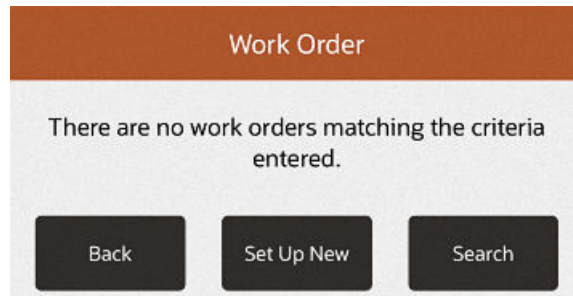 Work Order
There are no work orders matching the criteria
entered.
Back
Set Up New
Search